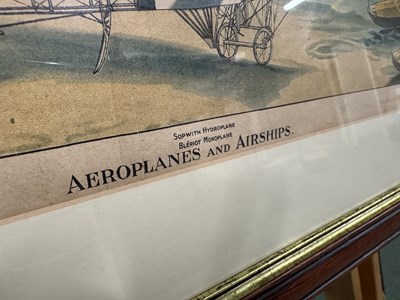 Sopwith Hydroplane
Blériot Monoplane
Aeroplanes and Airships.